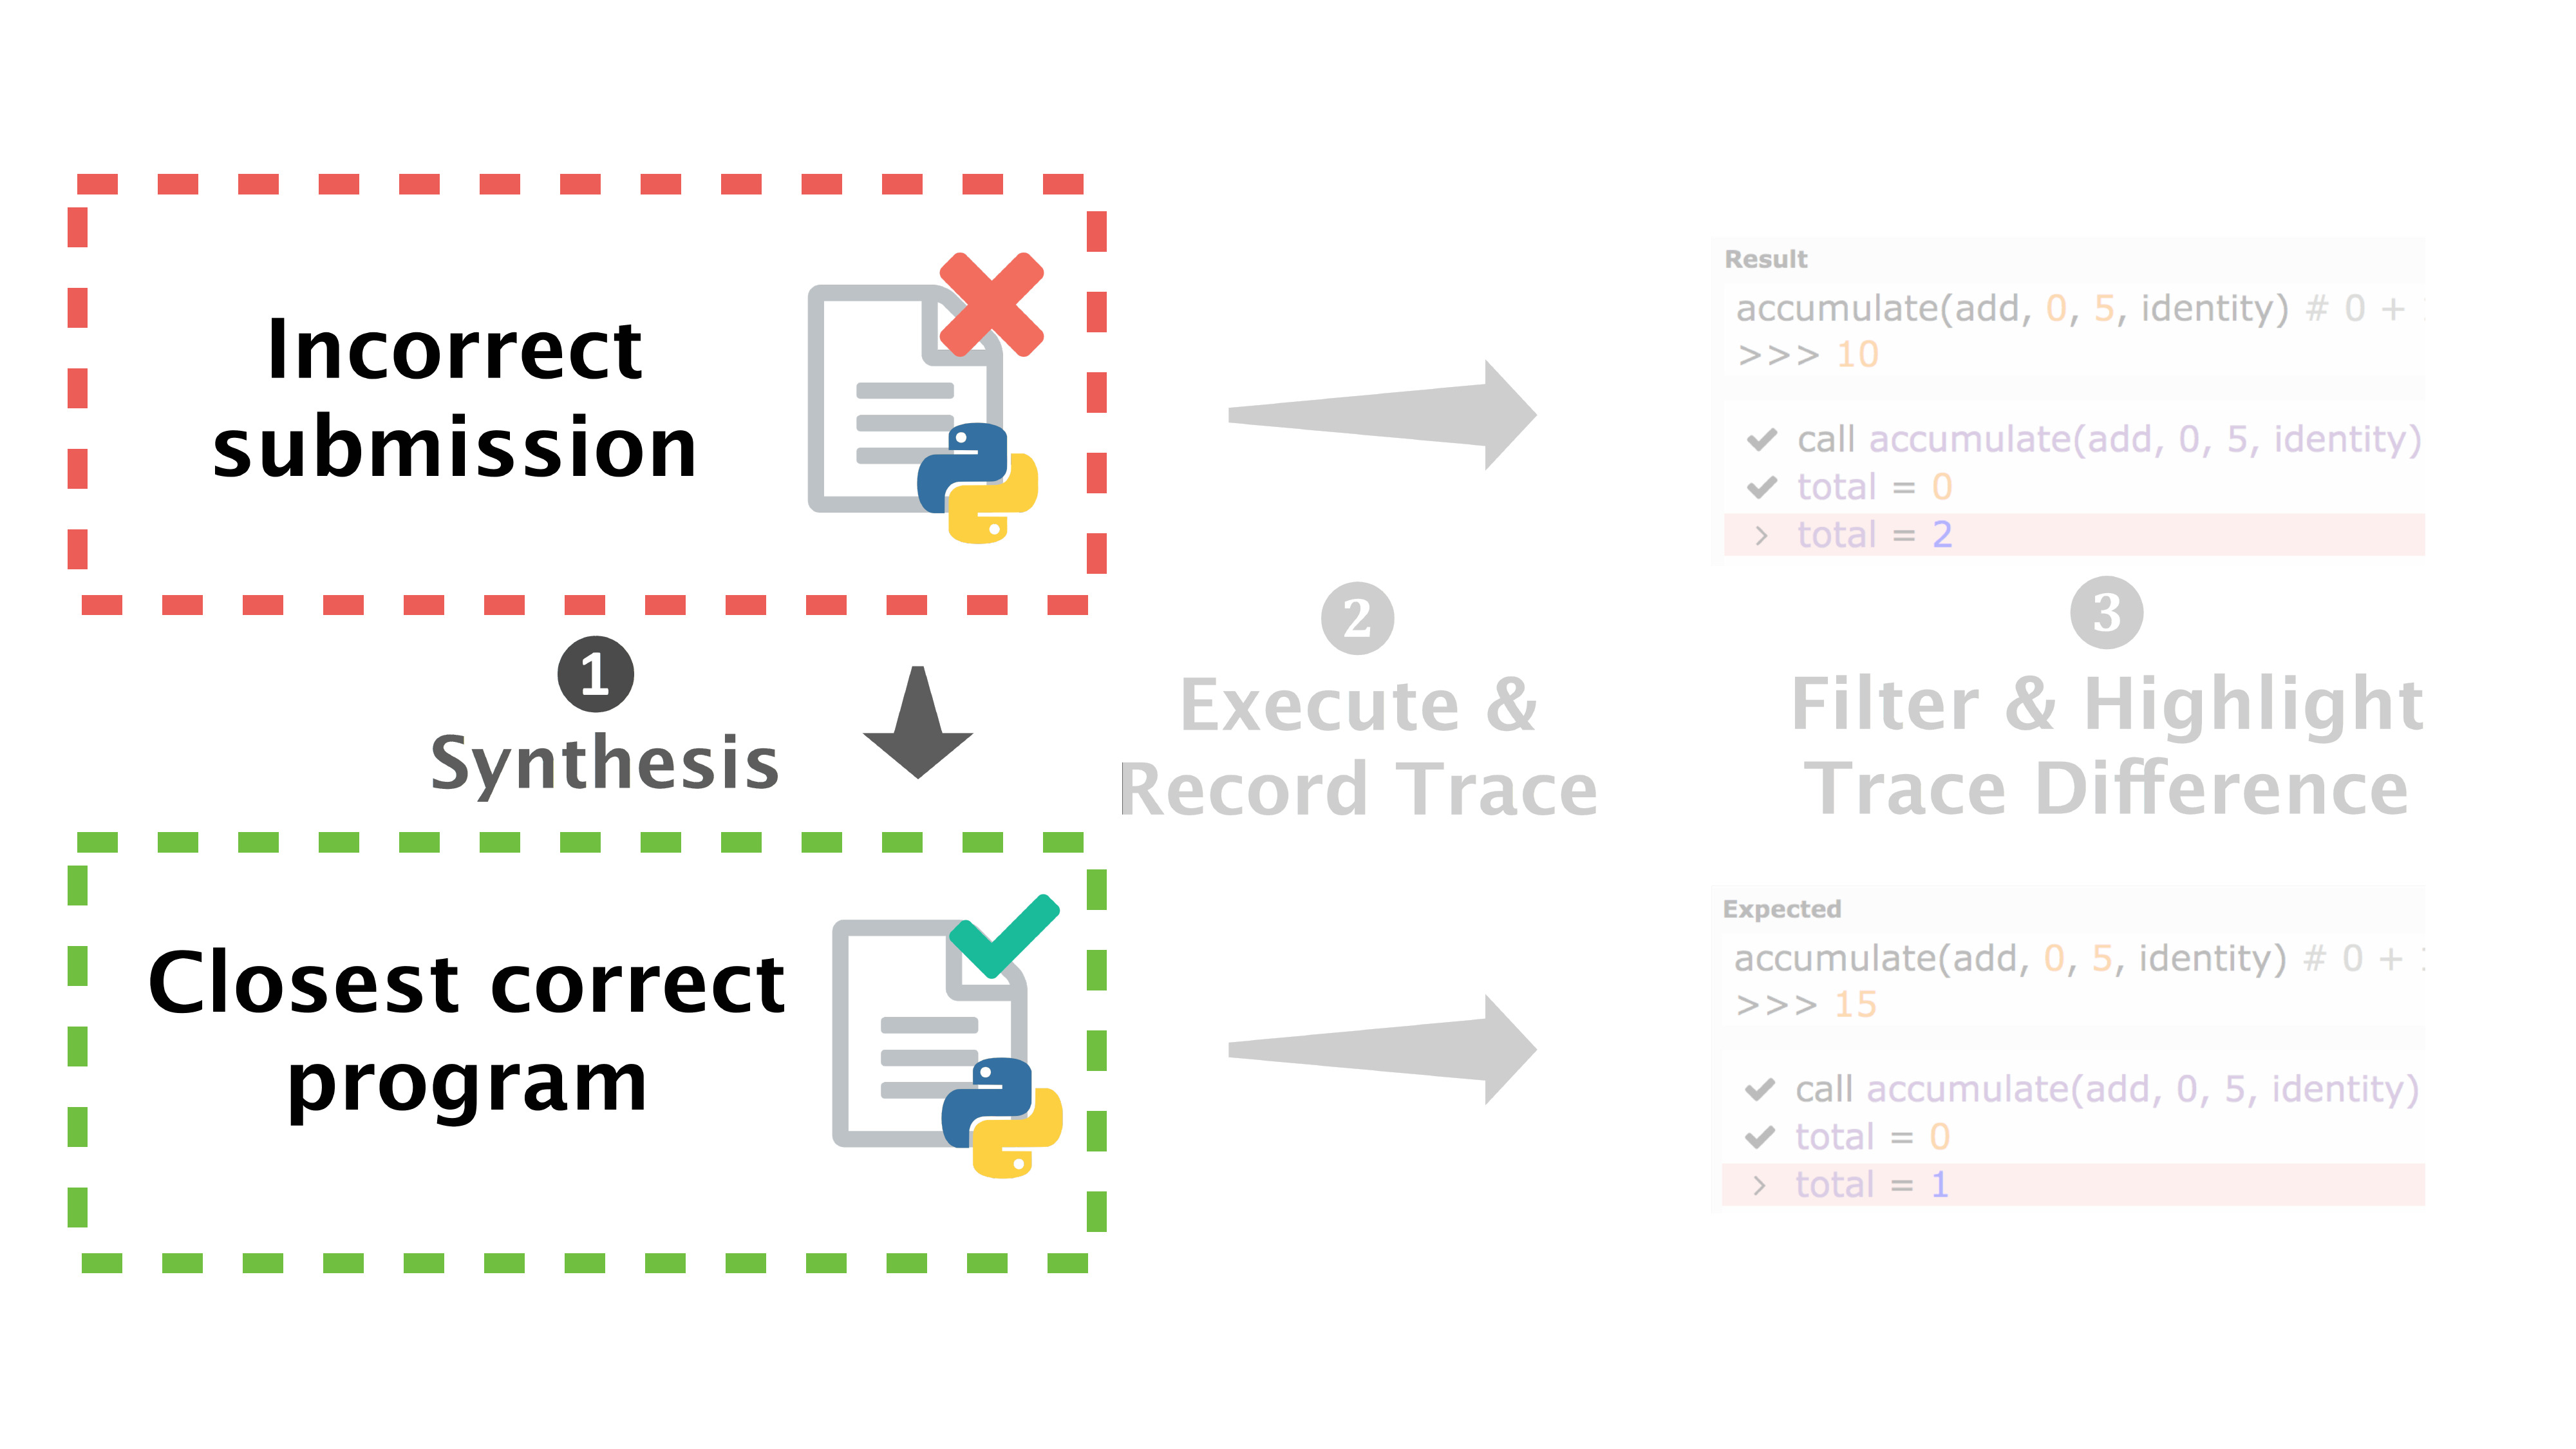 Incorrect
submission
1
Synthesis
Closest correct
program
2
Execute &
Record Trace
Result
accumulate(add, 0, 5, identity) # 0 +
>>> 10
call accumulate(add, 0, 5, identity)
total = 0
> total = 2
3
Filter & Highlight
Trace Difference
Expected
accumulate(add, 0, 5, identity) # 0 +
>>> 15
call accumulate(add, 0, 5, identity)
total = 0
> total = 1